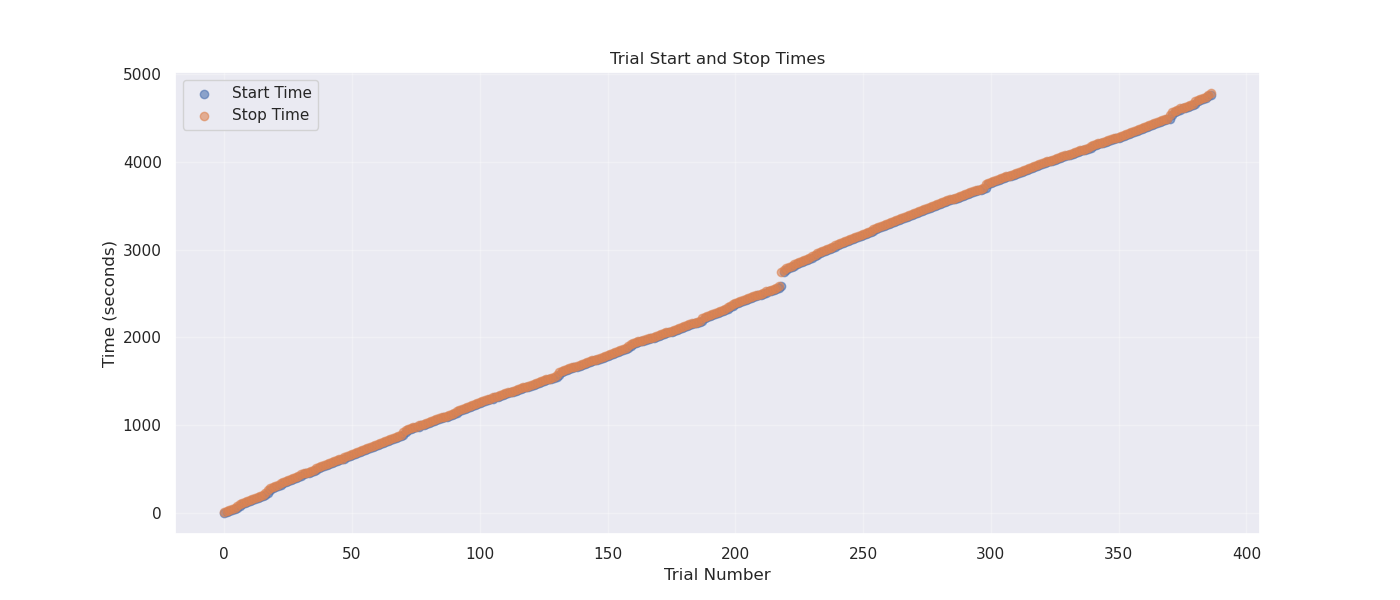 Trial Start and Stop Times
Start Time
Stop Time
Time (seconds)
5000
4000
3000
2000
1000
0
0 50 100 150 200 250 300 350 400
Trial Number